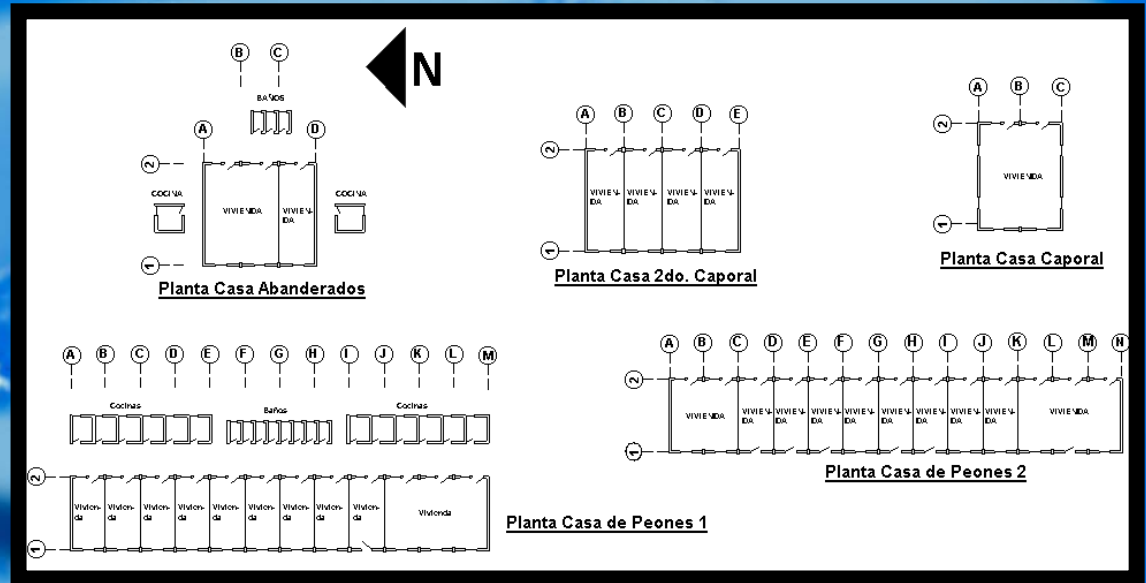 B C
N
BAÑOS
A D
2
COCINA
VIVIENDA
VIVIEN-
DA
COCINA
1
Planta Casa Abanderados
A B C D E
2
VIVIEN-
DA
VIVIEN-
DA
VIVIEN-
DA
VIVIEN-
DA
1
Planta Casa 2do. Caporal
A B C
2
VIVIENDA
1
Planta Casa Caporal
A B C D E F G H I J K L M
Cocinas
Baños
Cocinas
2
Vivien-
da
Vivien-
da
Vivien-
da
Vivien-
da
Vivien-
da
Vivien-
da
Vivien-
da
Vivien-
da
Vivien-
da
Vivienda
1
Planta Casa de Peones 1
A B C D E F G H I J K L M N
2
VIVIENDA
VIVIEN-
DA
VIVIEN-
DA
VIVIEN-
DA
VIVIEN-
DA
VIVIEN-
DA
VIVIEN-
DA
VIVIEN-
DA
VIVIEN-
DA
VIVIENDA
1
Planta Casa de Peones 2